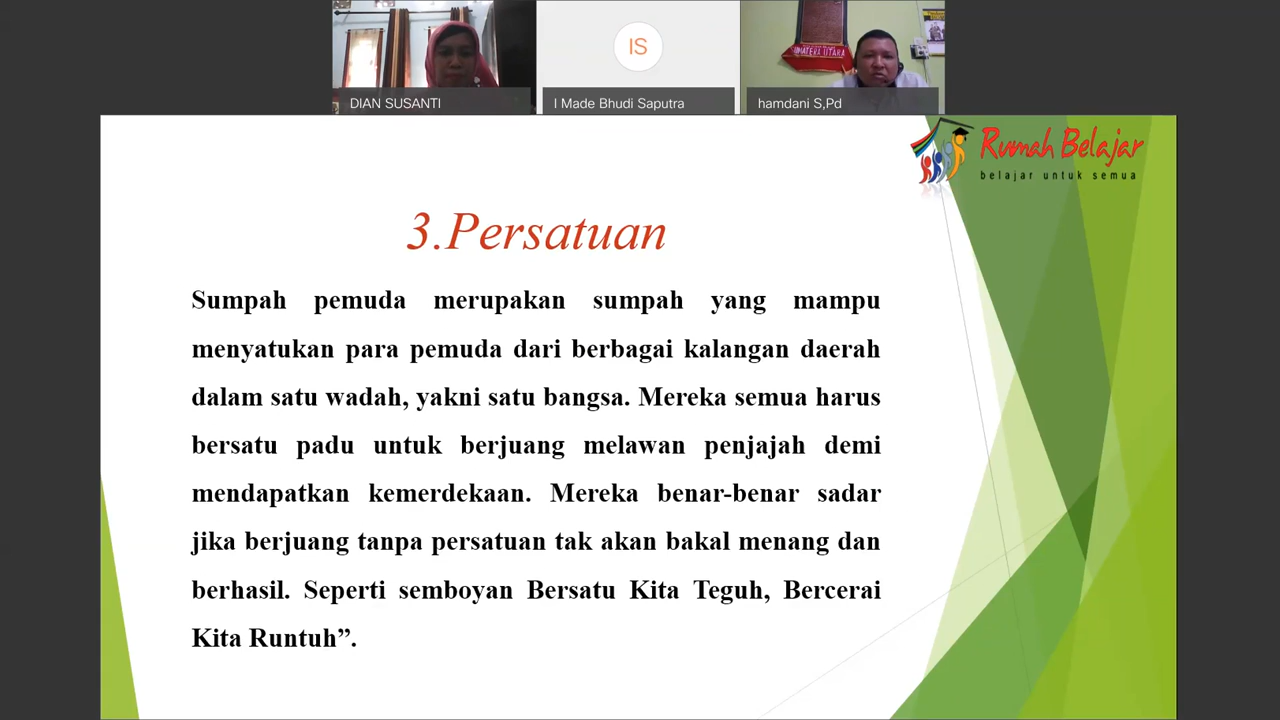 IS
SUMATERA UTARA
DIAN SUSANTI
I Made Bhudi Saputra
hamdani S,Pd
Rumah Belajar
belajar untuk semua
3.Persatuan
Sumpah pemuda merupakan sumpah yang mampu
menyatukan para pemuda dari berbagai kalangan daerah
dalam satu wadah, yakni satu bangsa. Mereka semua harus
bersatu padu untuk berjuang melawan penjajah demi
mendapatkan kemerdekaan. Mereka benar-benar sadar
jika berjuang tanpa persatuan tak akan bakal menang dan
berhasil. Seperti semboyan Bersatu Kita Teguh, Bercerai
Kita Runtuh”.